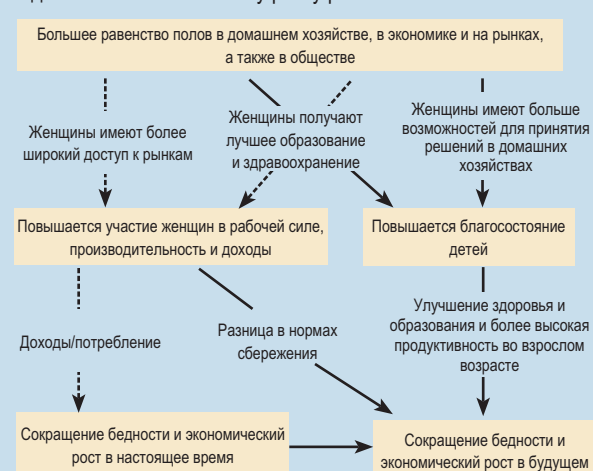 Большее равенство полов в домашнем хозяйстве, в экономике и на рынках,
а также в обществе
Женщины имеют более
широкий доступ к рынкам
Женщины получают
лучшее образование
и здравоохранение
Женщины имеют больше
возможностей для принятия
решений в домашних
хозяйствах
Повышается участие женщин в рабочей силе,
производительность и доходы
Повышается благосостояние
детей
Доходы/потребление
Разница в нормах
сбережения
Улучшение здоровья и
образования и более высокая
продуктивность во взрослом
возрасте
Сокращение бедности и экономический
рост в настоящее время
Сокращение бедности и
экономический рост в будущем